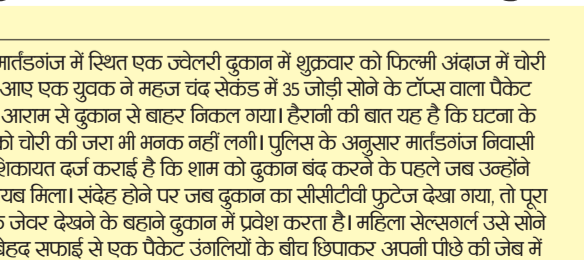 मार्तंडगंज में स्थित एक ज्वेलरी दुकान में शुक्रवार को फिल्मी अंदाज में चोरी
आए एक युवक ने महज चंद सेकंड में 35 जोड़ी सोने के टॉप्स वाला पैकेट
आराम से दुकान से बाहर निकल गया। हैरानी की बात यह है कि घटना के
को चोरी की जरा भी भनक नहीं लगी। पुलिस के अनुसार मार्तंडगंज निवासी
शिकायत दर्ज कराई है कि शाम को दुकान बंद करने के पहले जब उन्होंने
यब मिला। संदेह होने पर जब दुकान का सीसीटीवी फुटेज देखा गया, तो पूरा
जेवर देखने के बहाने दुकान में प्रवेश करता है। महिला सेल्सगर्ल उसे सोने
बेहद सफाई से एक पैकेट उंगलियों के बीच छिपाकर अपनी पीछे की जेब में